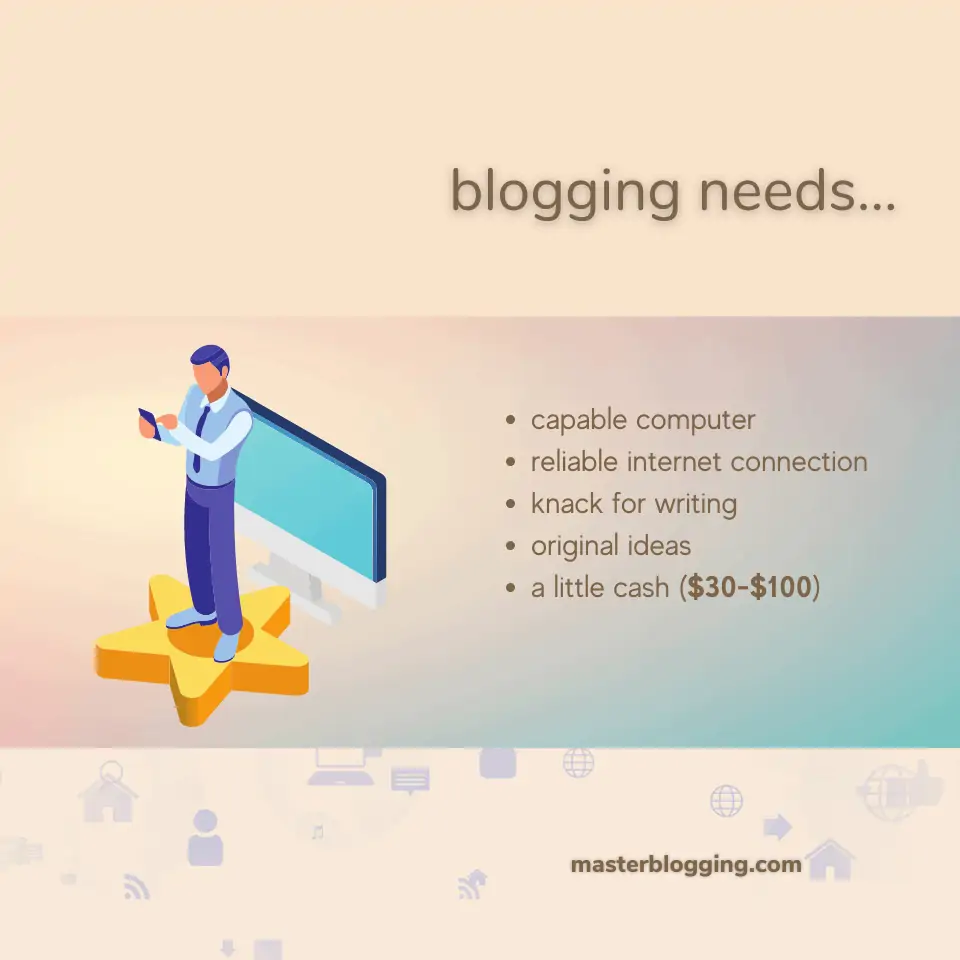 blogging needs...
• capable computer
• reliable internet connection
• knack for writing
• original ideas
• a little cash ($30-$100)
masterblogging.com